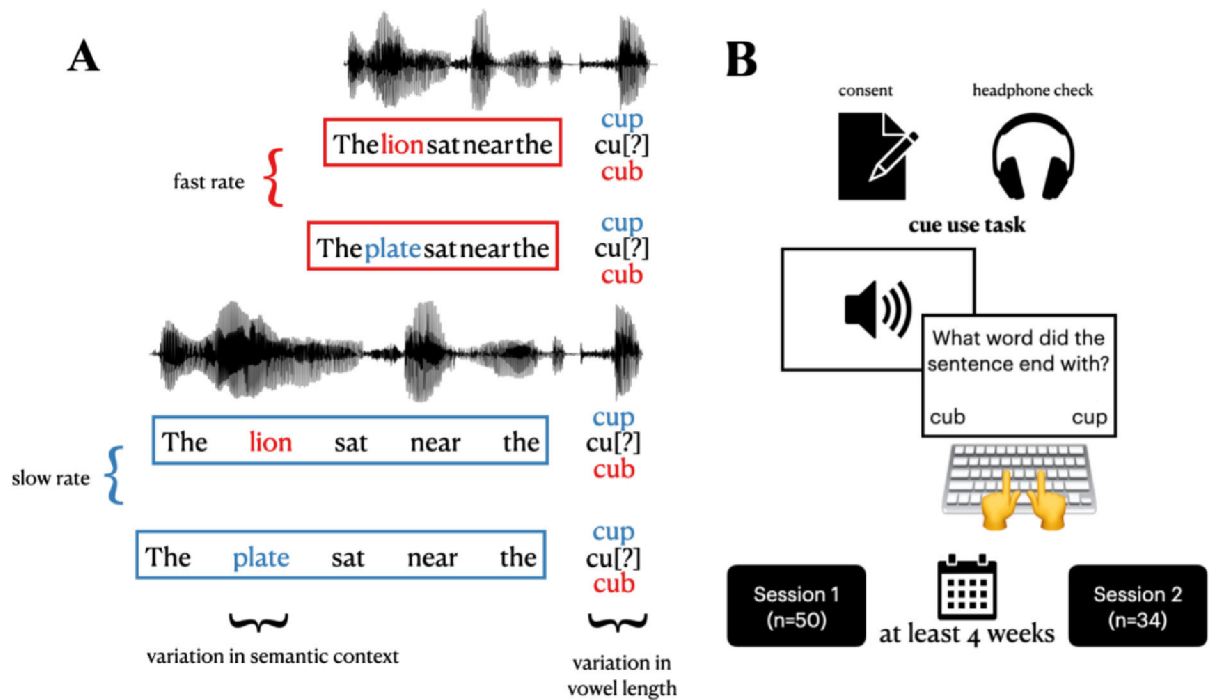 A
cup
The lion sat near the cu[?]
cub
fast rate
cup
The plate sat near the cu[?]
cub
cup
The lion sat near the cu[?]
cub
slow rate
cup
The plate sat near the cu[?]
cub
variation in semantic context
variation in
vowel length
B
consent
headphone check
cue use task
What word did the
sentence end with?
cub cup
Session 1
(n=50)
at least 4 weeks
Session 2
(n=34)